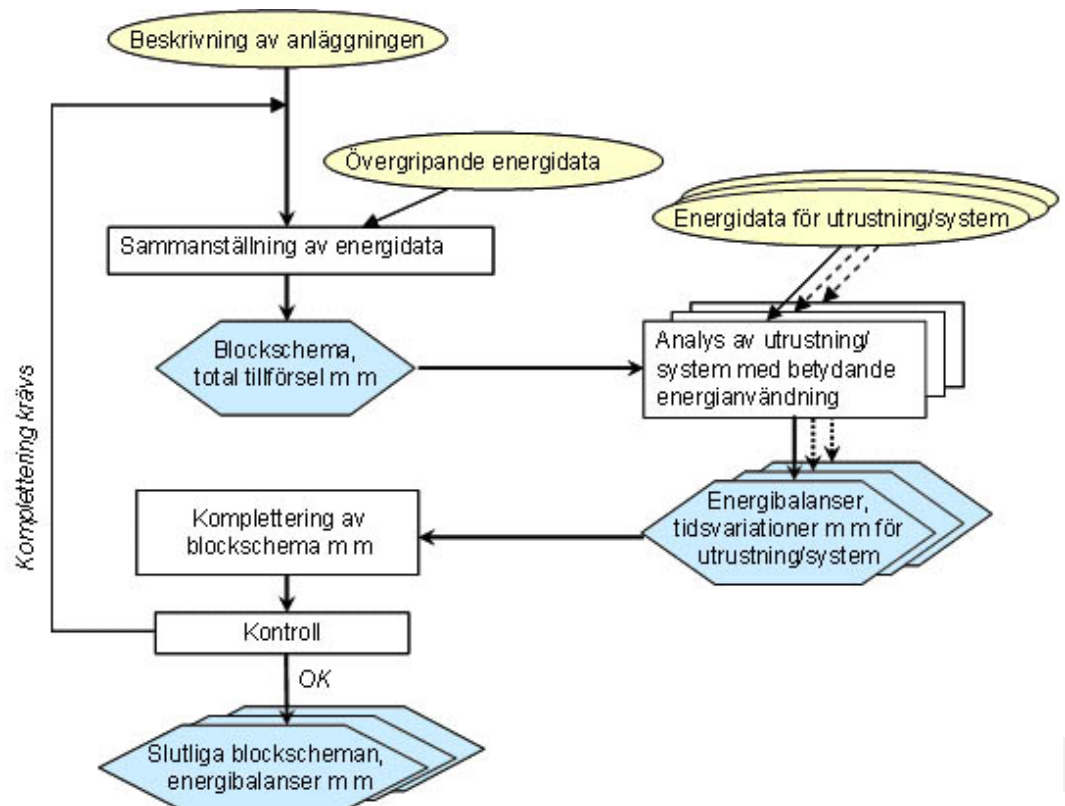 Beskrivning av anläggningen
Övergripande energidata
Energidata för utrustning/system
Sammanställning av energidata
Blockschema,
total tillförsel m m
Analys av utrustning/
system med betydande
energianvändning
Komplettering krävs
Energibalanser,
tidsvariationer m m för
utrustning/system
Komplettering av
blockschema m m
Kontroll
OK
Slutliga blockscheman,
energibalanser m m